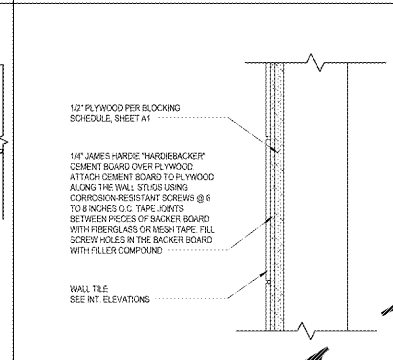 1/2" PLYWOOD PER BLOCKING
SCHEDULE, SHEET A1
1/4" JAMES HARDIE "HARDIEBACKER"
CEMENT BOARD OVER PLYWOOD.
ATTACH CEMENT BOARD TO PLYWOOD
ALONG THE WALL STUDS USING
CORROSION-RESISTANT SCREWS @ 6
TO 8 INCHES O.C. TAPE JOINTS
BETWEEN PIECES OF BACKER BOARD
WITH FIBERGLASS OR MESH TAPE. FILL
SCREW HOLES IN THE BACKER BOARD
WITH FILLER COMPOUND
WALL TILE
SEE INT. ELEVATIONS